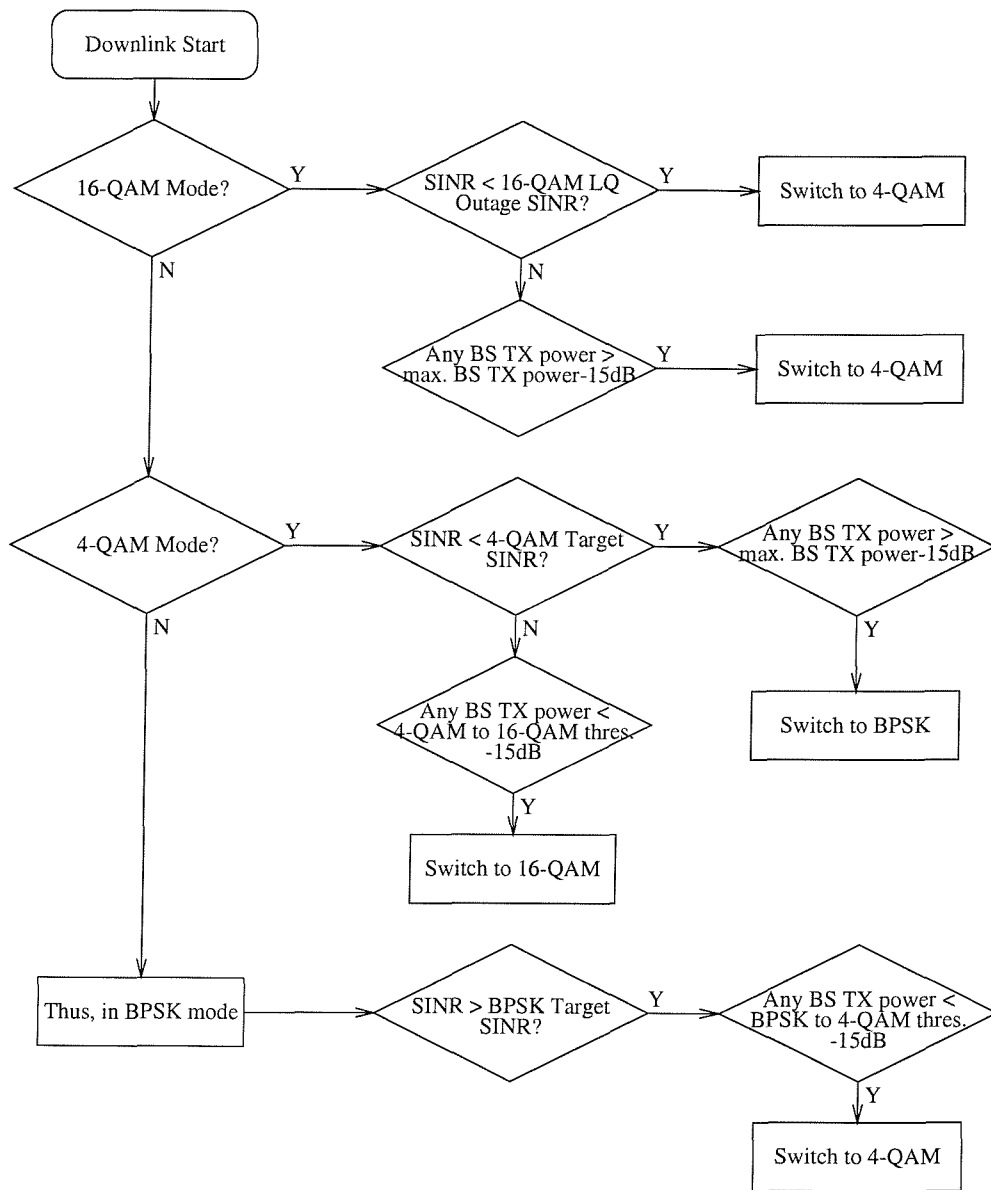 Downlink Start
16-QAM Mode?
Y
SINR < 16-QAM LQ
Outage SINR?
Y
Switch to 4-QAM
N
N
Any BS TX power >
max. BS TX power-15dB
Y
Switch to 4-QAM
4-QAM Mode?
Y
SINR < 4-QAM Target
SINR?
Y
Any BS TX power >
max. BS TX power-15dB
N
N
Y
Any BS TX power <
4-QAM to 16-QAM thres.
-15dB
Switch to BPSK
Y
Switch to 16-QAM
Thus, in BPSK mode
SINR > BPSK Target
SINR?
Y
Any BS TX power <
BPSK to 4-QAM thres.
-15dB
Y
Switch to 4-QAM